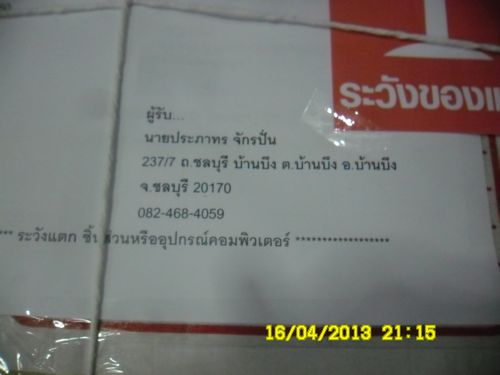 ระวังของแ
ผู้รับ...
นายประภาทร จักรปั่น
237/7 ถ.ชลบุรี บ้านบึง ต.บ้านบึง อ.บ้านบึง
จ.ชลบุรี 20170
082-468-4059
*** ระวังแตก ชิ้นส่วนหรืออุปกรณ์คอมพิวเตอร์ ******************
16/04/2013 21:15